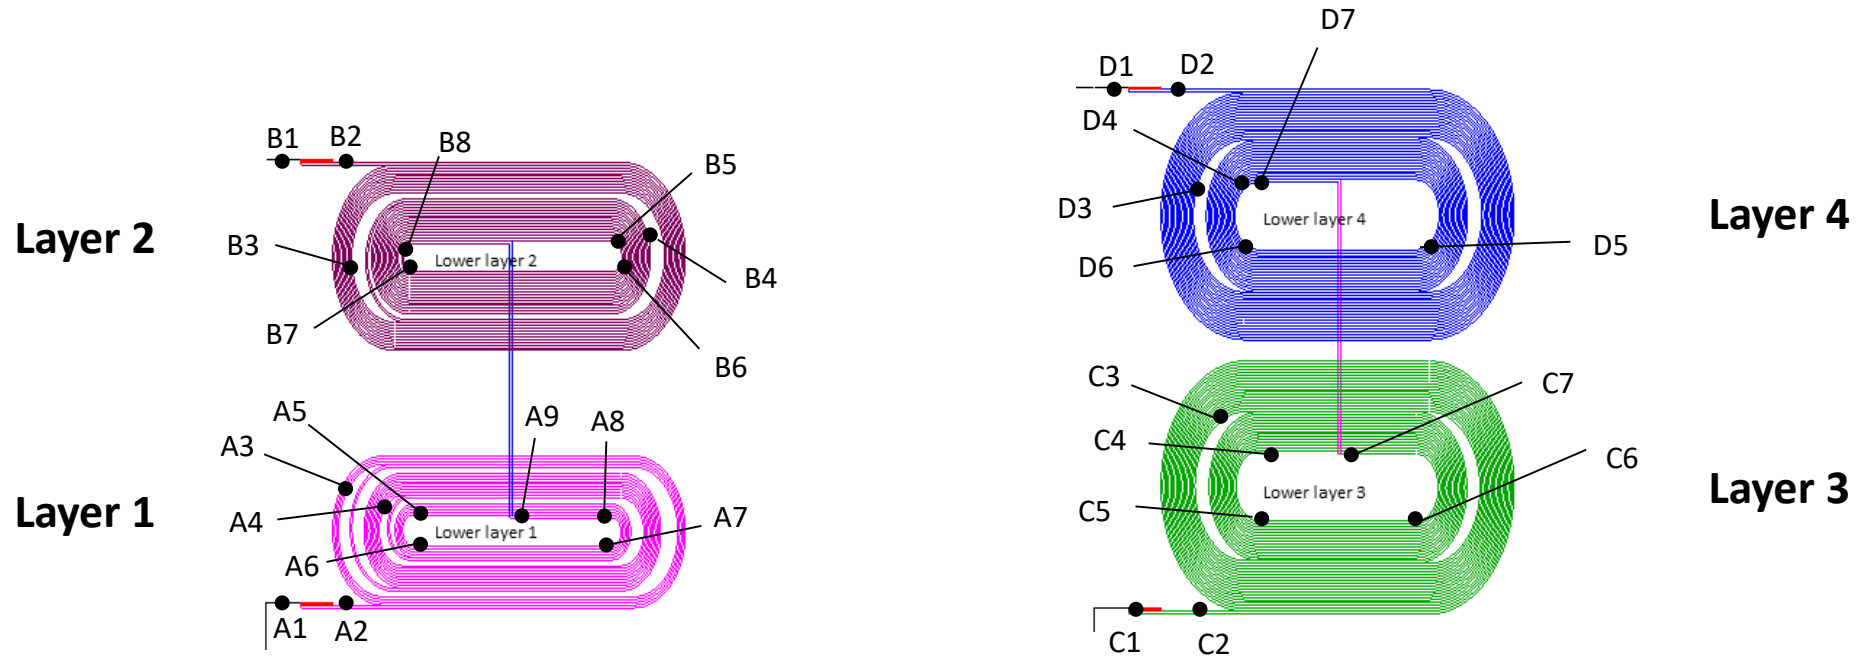 Layer 2
B1
B2
B8
B5
B3
Lower layer 2
B4
B7
B6
Layer 1
A5
A9
A8
A3
A4
Lower layer 1
A7
A6
A1
A2
D7
D1
D2
D4
Layer 4
D3
Lower layer 4
D5
D6
C3
C7
C4
C6
Layer 3
Lower layer 3
C5
C1
C2